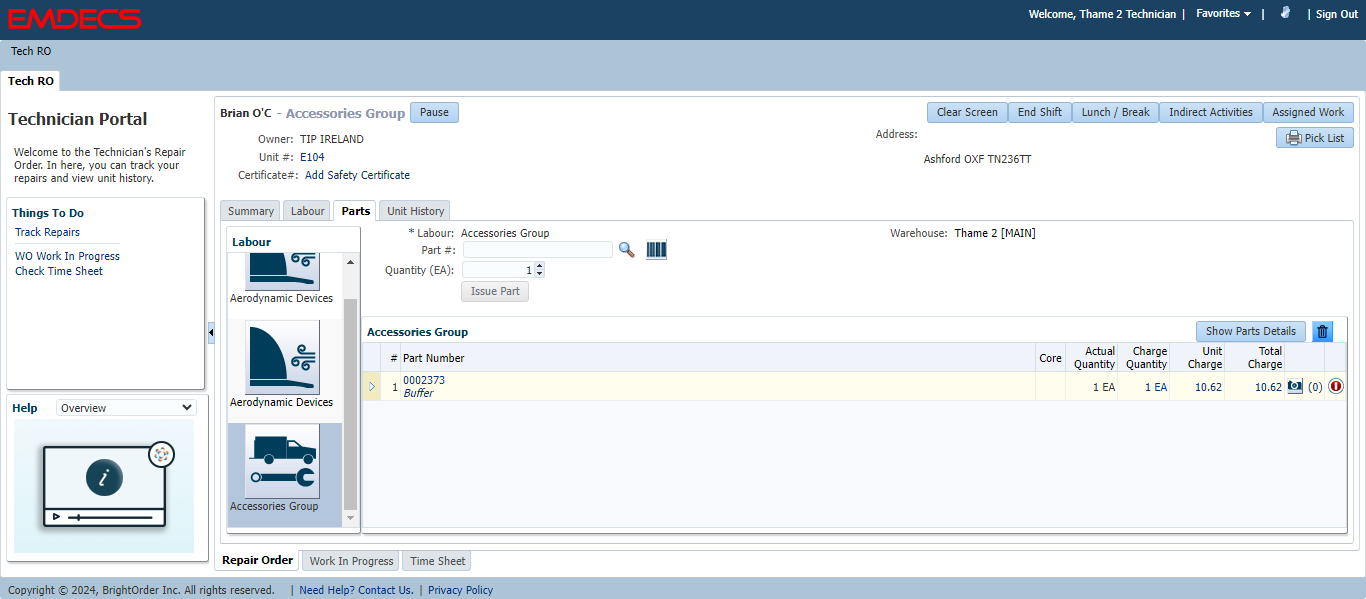 EMDECS
Welcome, Thame 2 Technician | Favorites | | Sign Out
Tech RO
Tech RO
Technician Portal
Welcome to the Technician's Repair
Order. In here, you can track your
repairs and view unit history.
Things To Do
Track Repairs
WO Work In Progress
Check Time Sheet
Help Overview
i
Brian O'C - Accessories Group Pause
Clear Screen End Shift Lunch / Break Indirect Activities Assigned Work
Pick List
Owner: TIP IRELAND
Unit #: E104
Certificate#: Add Safety Certificate
Address:
Ashford OXF TN236TT
Summary Labour Parts Unit History
Labour
Aerodynamic Devices
Aerodynamic Devices
Accessories Group
* Labour: Accessories Group
Part #:
Quantity (EA): 1
Issue Part
Warehouse: Thame 2 [MAIN]
Accessories Group Show Parts Details
# Part Number Core Actual Quantity Charge Quantity Unit Charge Total Charge
1 0002373 1 EA 1 EA 10.62 10.62 (0)
Buffer
Repair Order Work In Progress Time Sheet
Copyright © 2024, BrightOrder Inc. All rights reserved. | Need Help? Contact Us. | Privacy Policy